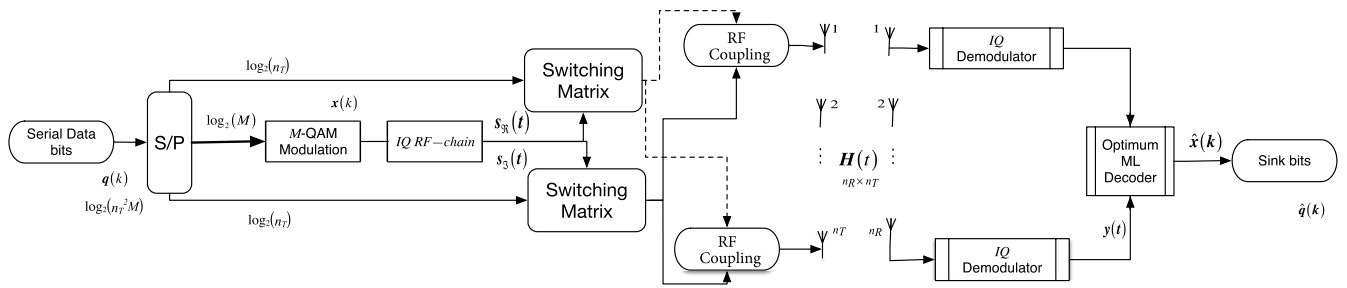 Serial Data
bits
q(k)
log₂(n_T²M)
S/P
log₂(n_T)
log₂(M)
log₂(n_T)
x(k)
M-QAM
Modulation
IQ RF−chain
s_ℜ(t)
s_ℑ(t)
Switching
Matrix
Switching
Matrix
RF
Coupling
RF
Coupling
1
2
⋮
n_T
H(t)
n_R×n_T
1
2
⋮
n_R
IQ
Demodulator
IQ
Demodulator
Optimum
ML
Decoder
y(t)
x̂(k)
Sink bits
q̂(k)